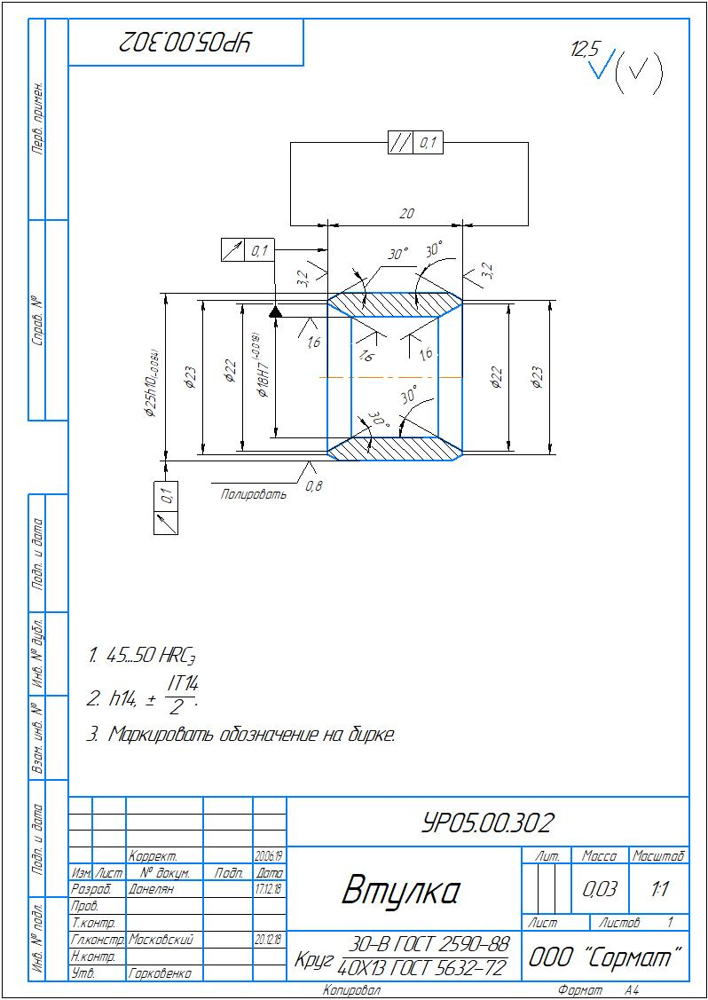 УР05.00.302
12,5
Перв. примен.
Справ. №
// 0,1
20
0,1
30°
30°
3,2
3,2
1,6
1,6
1,6
⌀25h10(-0,084)
⌀23
⌀22
⌀18H7(+0,018)
⌀22
⌀23
30°
30°
0,1
Полировать
0,8
Подп. и дата
Инв. № дубл.
Взам. инв. №
Подп. и дата
Инв. № подл.
1. 45...50 HRCэ
2. h14, ± IT14
2 .
3. Маркировать обозначение на бирке.
УР05.00.302
Коррект. 20.06.19
Изм. Лист № докум. Подп. Дата
Разраб. Данелян 17.12.18
Пров.
Т.контр.
Гл.констр. Московский 20.12.18
Н.контр.
Утв. Горковенко
Втулка
Лит. Масса Масштаб
0,03 1:1
Лист Листов 1
Круг 30-В ГОСТ 2590-88
40Х13 ГОСТ 5632-72
ООО "Сормат"
Копировал Формат А4